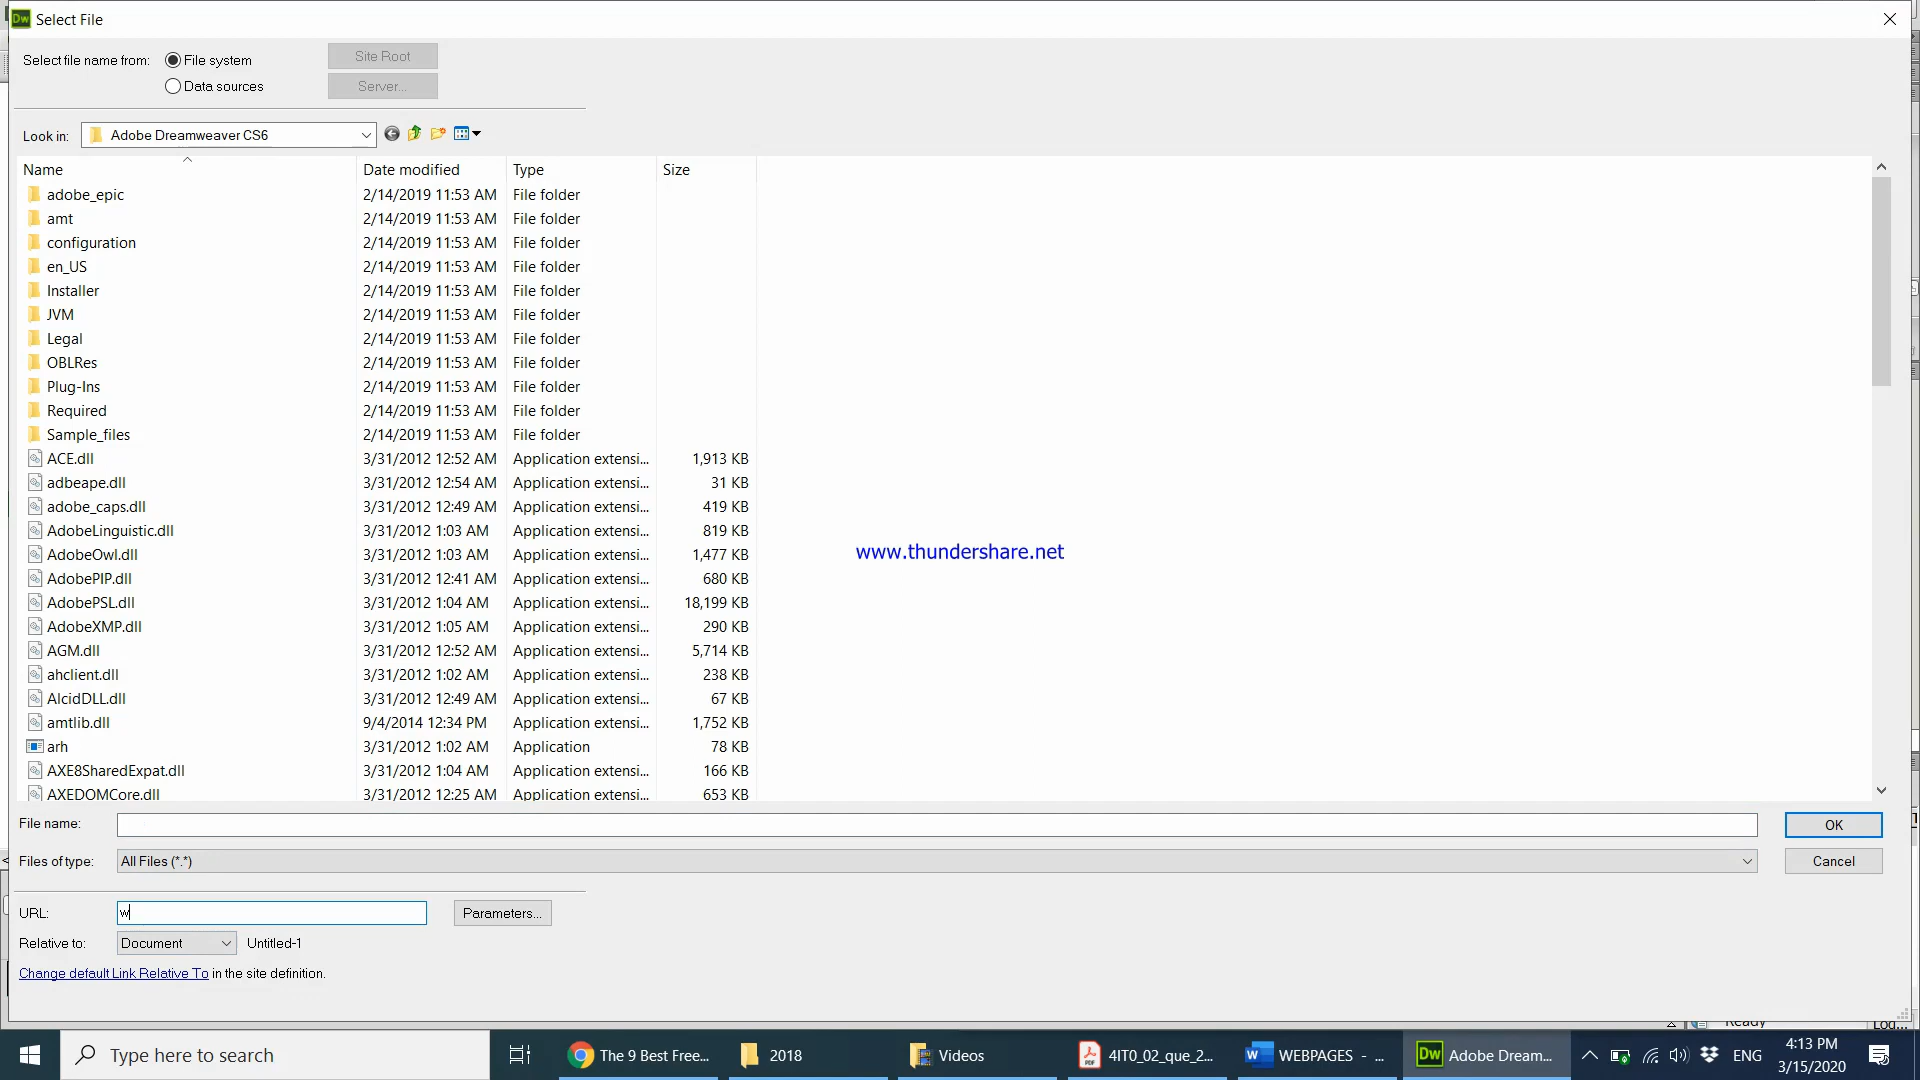 Dw Select File
Select file name from: File system Site Root
Data sources Server...
Look in: Adobe Dreamweaver CS6
Name Date modified Type Size
adobe_epic 2/14/2019 11:53 AM File folder
amt 2/14/2019 11:53 AM File folder
configuration 2/14/2019 11:53 AM File folder
en_US 2/14/2019 11:53 AM File folder
Installer 2/14/2019 11:53 AM File folder
JVM 2/14/2019 11:53 AM File folder
Legal 2/14/2019 11:53 AM File folder
OBLRes 2/14/2019 11:53 AM File folder
Plug-Ins 2/14/2019 11:53 AM File folder
Required 2/14/2019 11:53 AM File folder
Sample_files 2/14/2019 11:53 AM File folder
ACE.dll 3/31/2012 12:52 AM Application extensi... 1,913 KB
adbeape.dll 3/31/2012 12:54 AM Application extensi... 31 KB
adobe_caps.dll 3/31/2012 12:49 AM Application extensi... 419 KB
AdobeLinguistic.dll 3/31/2012 1:03 AM Application extensi... 819 KB
AdobeOwl.dll 3/31/2012 1:03 AM Application extensi... 1,477 KB
www.thundershare.net
AdobePIP.dll 3/31/2012 12:41 AM Application extensi... 680 KB
AdobePSL.dll 3/31/2012 1:04 AM Application extensi... 18,199 KB
AdobeXMP.dll 3/31/2012 1:05 AM Application extensi... 290 KB
AGM.dll 3/31/2012 12:52 AM Application extensi... 5,714 KB
ahclient.dll 3/31/2012 1:02 AM Application extensi... 238 KB
AlcidDLL.dll 3/31/2012 12:49 AM Application extensi... 67 KB
amtlib.dll 9/4/2014 12:34 PM Application extensi... 1,752 KB
arh 3/31/2012 1:02 AM Application 78 KB
AXE8SharedExpat.dll 3/31/2012 1:04 AM Application extensi... 166 KB
AXEDOMCore.dll 3/31/2012 12:25 AM Application extensi... 653 KB
File name: OK
Files of type: All Files (*.*) Cancel
URL: w Parameters...
Relative to: Document Untitled-1
Change default Link Relative To in the site definition.
Ready Log...
Type here to search The 9 Best Free... 2018 Videos 4IT0_02_que_2... WEBPAGES - ... Dw Adobe Dream... ENG 4:13 PM
3/15/2020